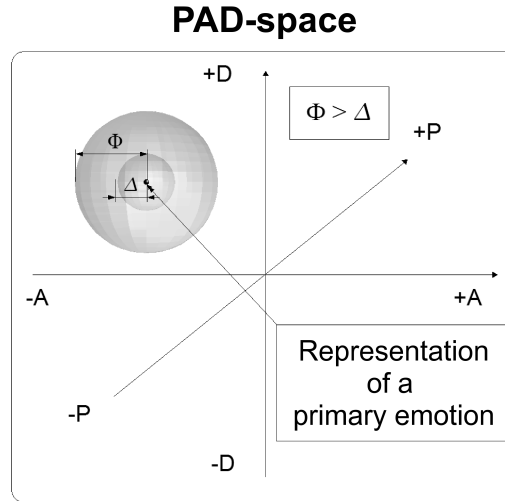 PAD-space
+D
Φ > Δ
+P
Φ
Δ
-A
+A
Representation
of a
primary emotion
-P
-D